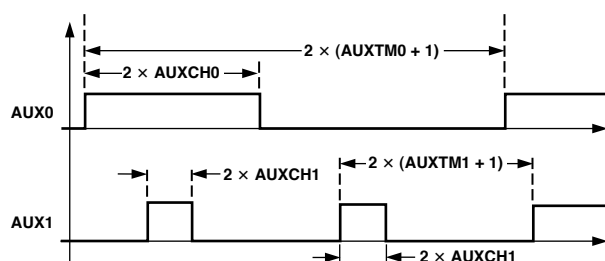 2 × (AUXTM0 + 1)
2 × AUXCH0
AUX0
2 × (AUXTM1 + 1)
2 × AUXCH1
AUX1
2 × AUXCH1